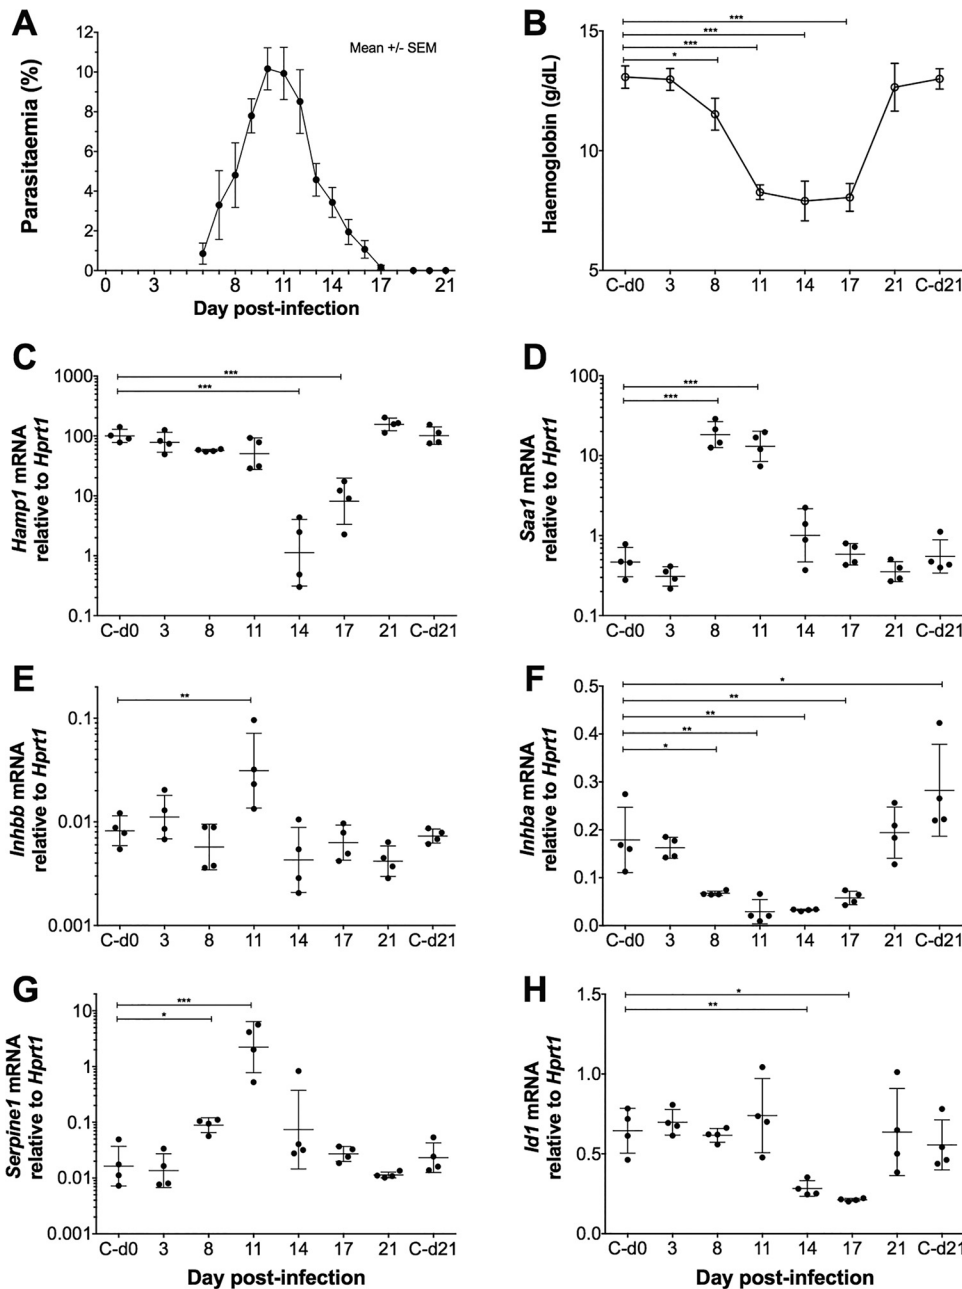 A
12
10
8
6
4
2
0
Parasitaemia (%)
Mean +/- SEM
0 3 8 11 14 17 21
Day post-infection
B
15
10
5
Haemoglobin (g/dL)
***
***
***
*
C-d0 3 8 11 14 17 21 C-d21
C
1000
100
10
1
0.1
Hamp1 mRNA
relative to Hprt1
***
***
C-d0 3 8 11 14 17 21 C-d21
D
100
10
1
0.1
Saa1 mRNA
relative to Hprt1
***
***
C-d0 3 8 11 14 17 21 C-d21
E
0.1
0.01
0.001
Inhbb mRNA
relative to Hprt1
**
C-d0 3 8 11 14 17 21 C-d21
F
0.5
0.4
0.3
0.2
0.1
0.0
Inhba mRNA
relative to Hprt1
*
**
**
**
*
C-d0 3 8 11 14 17 21 C-d21
G
10
1
0.1
0.01
0.001
Serpine1 mRNA
relative to Hprt1
***
*
C-d0 3 8 11 14 17 21 C-d21
Day post-infection
H
1.5
1.0
0.5
0.0
Id1 mRNA
relative to Hprt1
*
**
C-d0 3 8 11 14 17 21 C-d21
Day post-infection